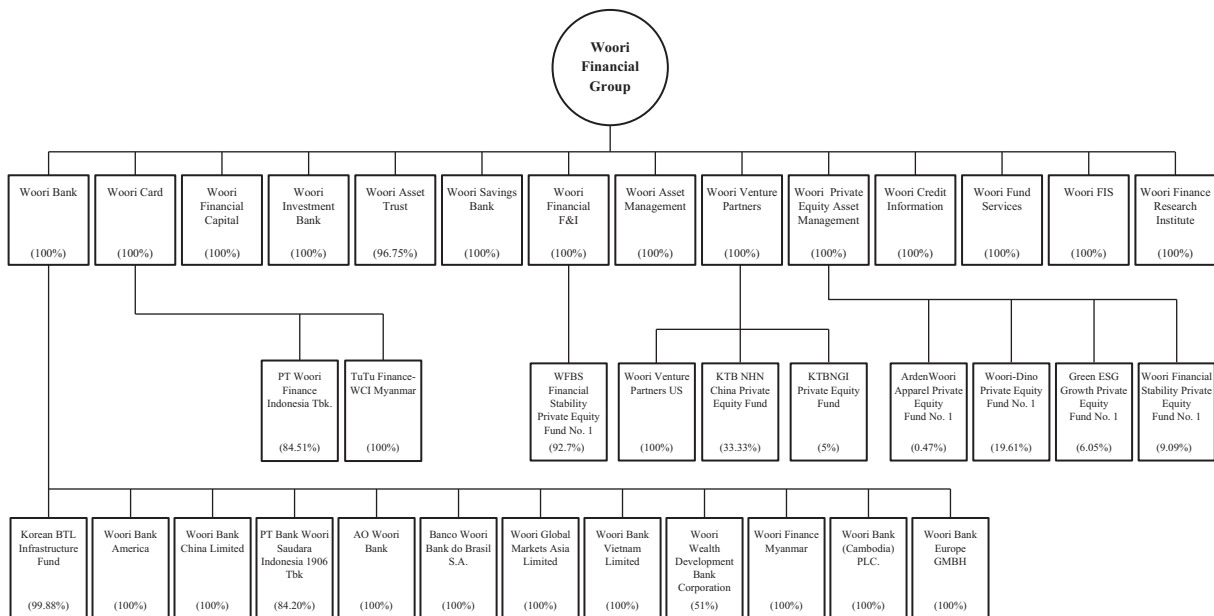 Woori
Financial
Group
Woori Bank
(100%)
Woori Card
(100%)
Woori
Financial
Capital
(100%)
Woori
Investment
Bank
(100%)
Woori Asset
Trust
(96.75%)
Woori Savings
Bank
(100%)
Woori
Financial
F&I
(100%)
Woori Asset
Management
(100%)
Woori Venture
Partners
(100%)
Woori Private
Equity Asset
Management
(100%)
Woori Credit
Information
(100%)
Woori Fund
Services
(100%)
Woori FIS
(100%)
Woori Finance
Research
Institute
(100%)
PT Woori
Finance
Indonesia Tbk.
(84.51%)
TuTu Finance-
WCI Myanmar
(100%)
WFBS
Financial
Stability
Private Equity
Fund No. 1
(92.7%)
Woori Venture
Partners US
(100%)
KTB NHN
China Private
Equity Fund
(33.33%)
KTBNGI
Private Equity
Fund
(5%)
ArdenWoori
Apparel Private
Equity
Fund No. 1
(0.47%)
Woori-Dino
Private Equity
Fund No. 1
(19.61%)
Green ESG
Growth Private
Equity
Fund No. 1
(6.05%)
Woori Financial
Stability Private
Equity
Fund No. 1
(9.09%)
Korean BTL
Infrastructure
Fund
(99.88%)
Woori Bank
America
(100%)
Woori Bank
China Limited
(100%)
PT Bank Woori
Saudara
Indonesia 1906
Tbk
(84.20%)
AO Woori
Bank
(100%)
Banco Woori
Bank do Brasil
S.A.
(100%)
Woori Global
Markets Asia
Limited
(100%)
Woori Bank
Vietnam
Limited
(100%)
Woori
Wealth
Development
Bank
Corporation
(51%)
Woori Finance
Myanmar
(100%)
Woori Bank
(Cambodia)
PLC.
(100%)
Woori Bank
Europe
GMBH
(100%)